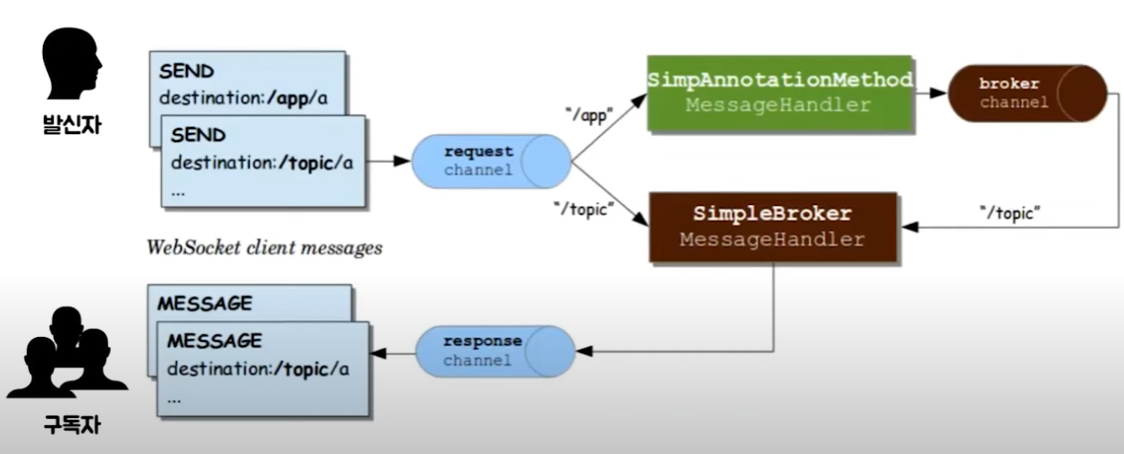 발신자
SEND
destination:/app/a
SEND
destination:/topic/a
...
WebSocket client messages
request
channel
"/app"
"/topic"
SimpAnnotationMethod
MessageHandler
broker
channel
SimpleBroker
MessageHandler
"/topic"
구독자
MESSAGE
MESSAGE
destination:/topic/a
...
response
channel